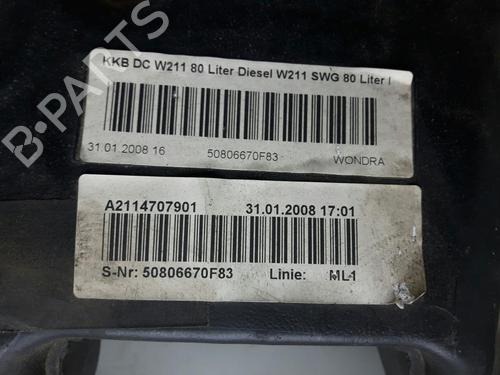 KKB DC W211 80 Liter Diesel W211 SWG 80 Liter
31.01.2008 16 50806670F83 WONDRA
A2114707901 31.01.2008 17:01
S-Nr: 50806670F83 Linie: ML1
B-PARTS